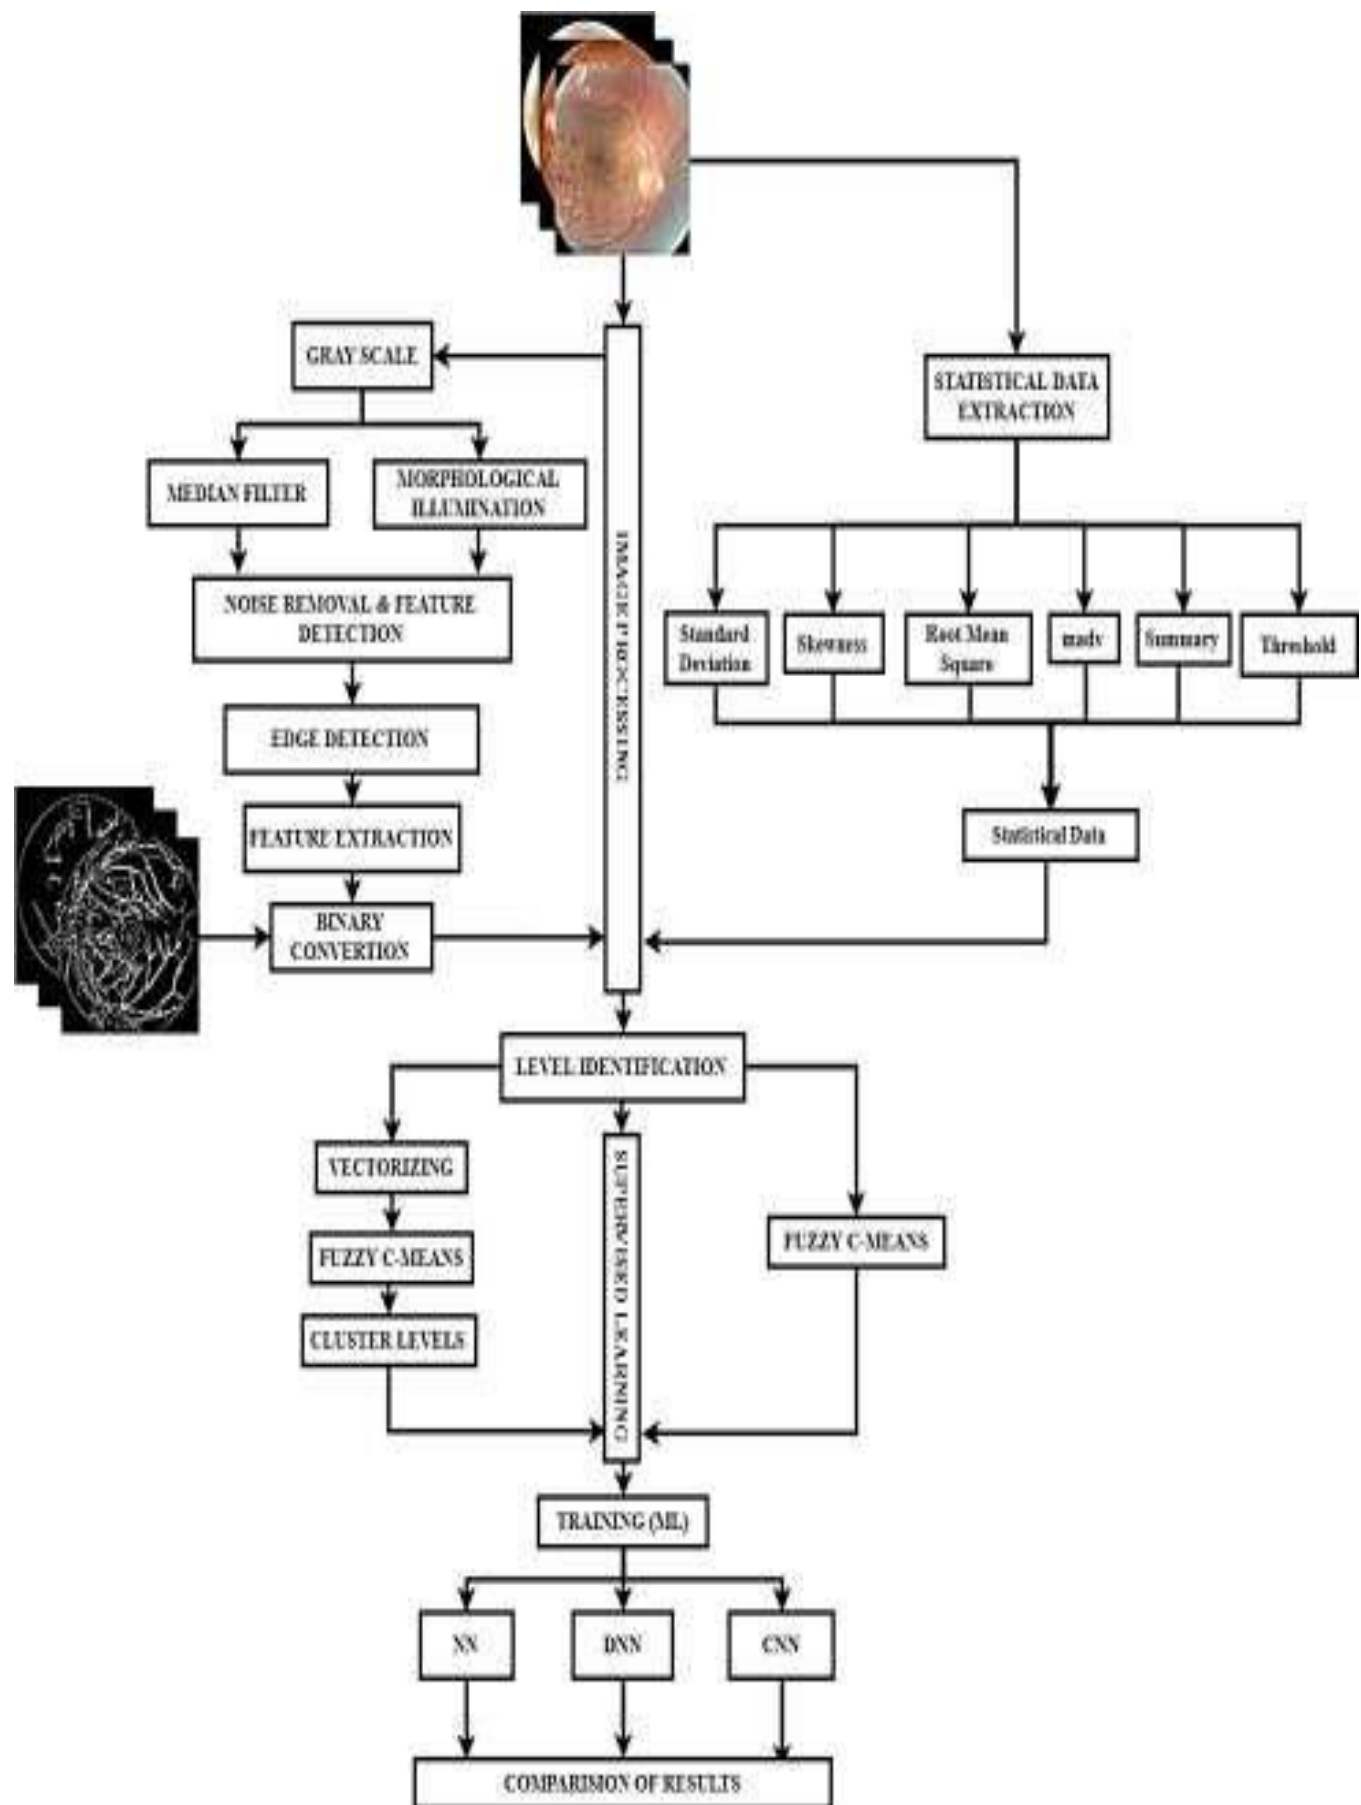 GRAY SCALE
STATISTICAL DATA
EXTRACTION
MEDIAN FILTER
MORPHOLOGICAL
ILLUMINATION
IMAGE PROCESSING
NOISE REMOVAL & FEATURE
DETECTION
Standard
Deviation
Skewness
Root Mean
Square
madv
Summary
Threshold
EDGE DETECTION
FEATURE EXTRACTION
Statistical Data
BINARY
CONVERTION
LEVEL IDENTIFICATION
VECTORIZING
SUPERVISED LEARNING
FUZZY C-MEANS
FUZZY C-MEANS
CLUSTER LEVELS
TRAINING (ML)
NN
DNN
CNN
COMPARISION OF RESULTS